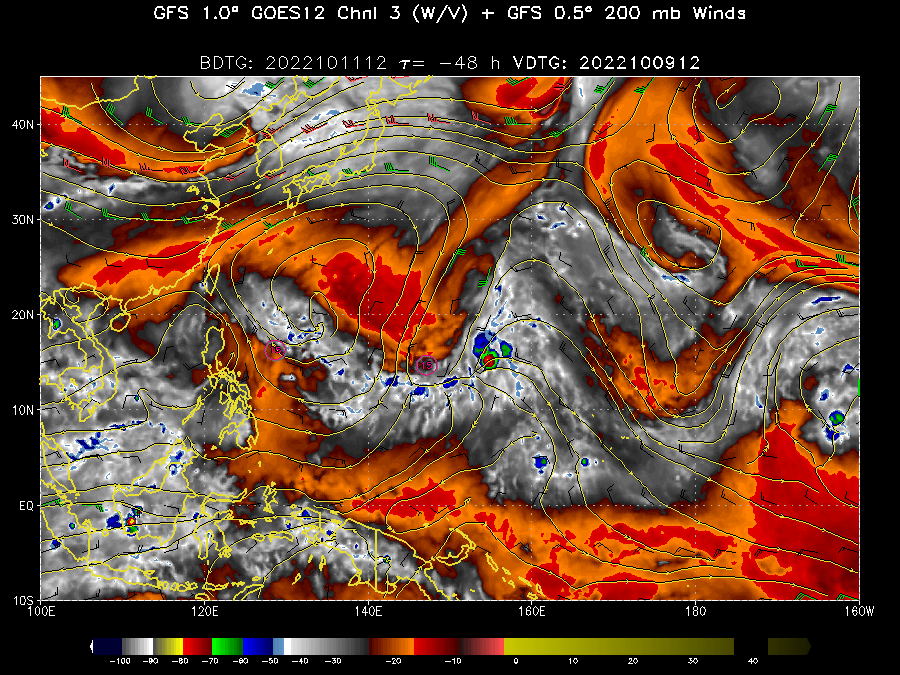 GFS 1.0° GOES12 Chnl 3 (W/V) + GFS 0.5° 200 mb Winds
BDTG: 2022101112 τ= −48 h VDTG: 2022100912
40N
30N
20N
10N
EQ
10S
100E 120E 140E 160E 180 160W
−100 −90 −80 −70 −60 −50 −40 −30 −20 −10 0 10 20 30 40